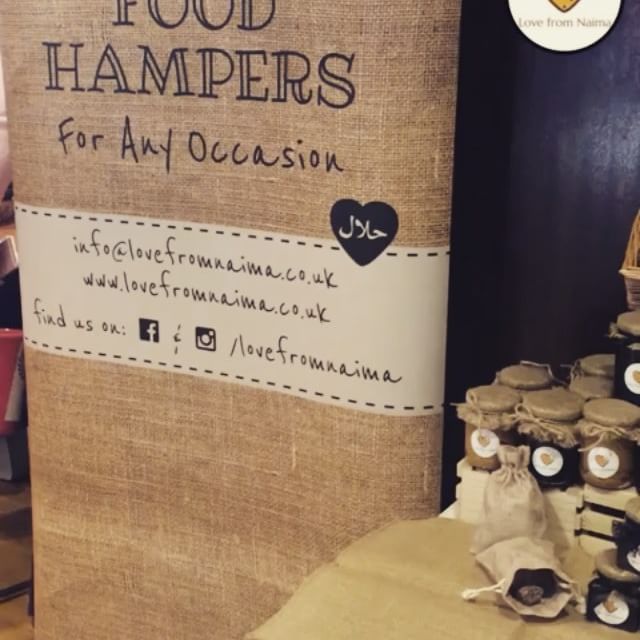 FOOD
HAMPERS
For Any Occasion
حلال
info@lovefromnaima.co.uk
www.lovefromnaima.co.uk
find us on: & /lovefromnaima
Love from Naima